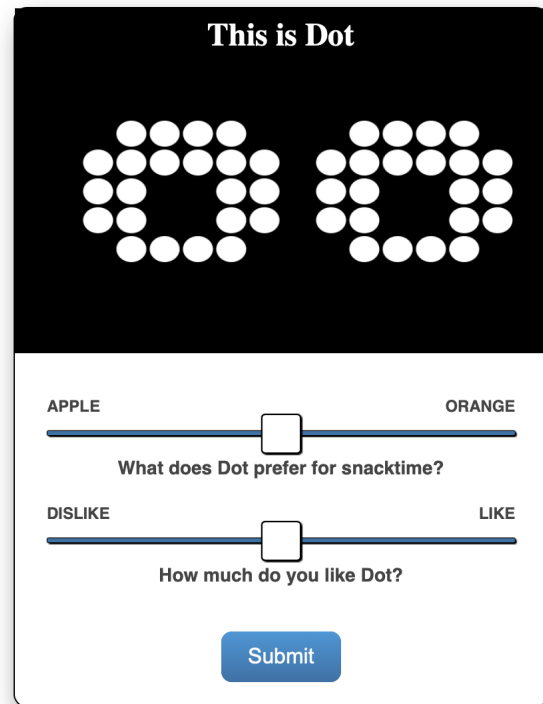 This is Dot
APPLE ORANGE
What does Dot prefer for snacktime?
DISLIKE LIKE
How much do you like Dot?
Submit